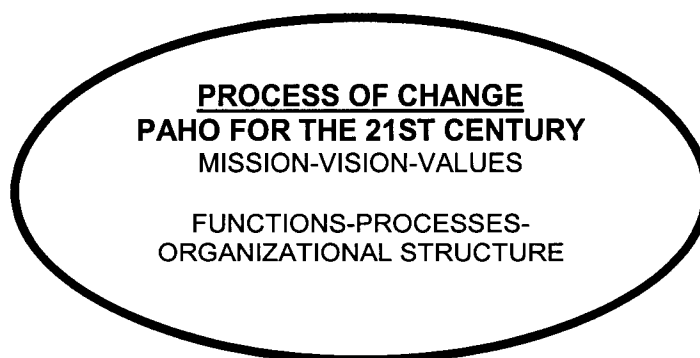 PROCESS OF CHANGE
PAHO FOR THE 21ST CENTURY
MISSION-VISION-VALUES
FUNCTIONS-PROCESSES-
ORGANIZATIONAL STRUCTURE